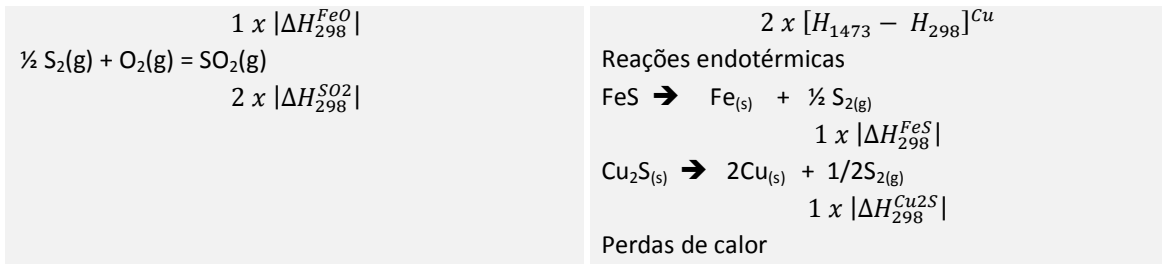 1 x |ΔH₂₉₈^FeO|
½ S₂(g) + O₂(g) = SO₂(g)
2 x |ΔH₂₉₈^SO2|
2 x [H₁₄₇₃ − H₂₉₈]^Cu
Reações endotérmicas
FeS ➔ Fe₍ₛ₎ + ½ S₂₍g₎
1 x |ΔH₂₉₈^FeS|
Cu₂S₍ₛ₎ ➔ 2Cu₍ₛ₎ + 1/2S₂₍g₎
1 x |ΔH₂₉₈^Cu2S|
Perdas de calor